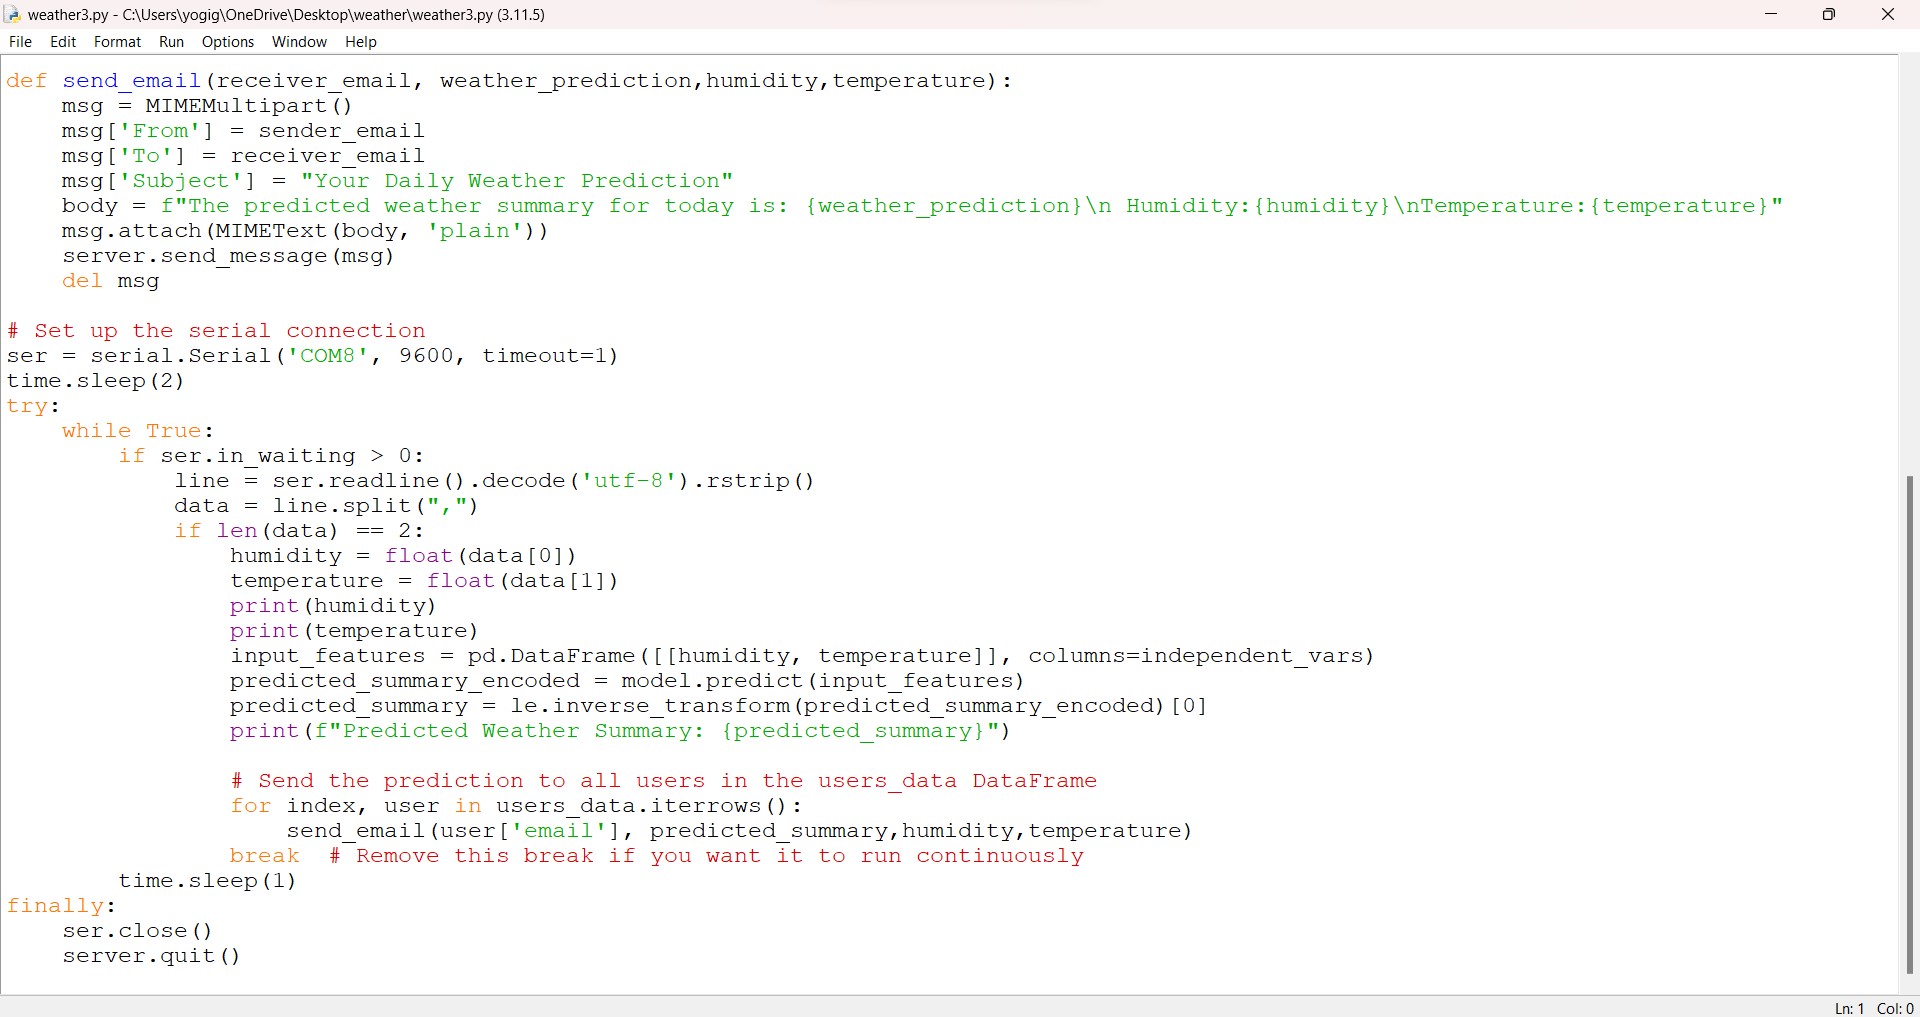 weather3.py - C:\Users\yogig\OneDrive\Desktop\weather\weather3.py (3.11.5)
File Edit Format Run Options Window Help
def send_email(receiver_email, weather_prediction,humidity,temperature):
    msg = MIMEMultipart()
    msg['From'] = sender_email
    msg['To'] = receiver_email
    msg['Subject'] = "Your Daily Weather Prediction"
    body = f"The predicted weather summary for today is: {weather_prediction}\n Humidity:{humidity}\nTemperature:{temperature}"
    msg.attach(MIMEText(body, 'plain'))
    server.send_message(msg)
    del msg
# Set up the serial connection
ser = serial.Serial('COM8', 9600, timeout=1)
time.sleep(2)
try:
    while True:
        if ser.in_waiting > 0:
            line = ser.readline().decode('utf-8').rstrip()
            data = line.split(",")
            if len(data) == 2:
                humidity = float(data[0])
                temperature = float(data[1])
                print(humidity)
                print(temperature)
                input_features = pd.DataFrame([[humidity, temperature]], columns=independent_vars)
                predicted_summary_encoded = model.predict(input_features)
                predicted_summary = le.inverse_transform(predicted_summary_encoded)[0]
                print(f"Predicted Weather Summary: {predicted_summary}")
                # Send the prediction to all users in the users_data DataFrame
                for index, user in users_data.iterrows():
                    send_email(user['email'], predicted_summary,humidity,temperature)
                break  # Remove this break if you want it to run continuously
        time.sleep(1)
finally:
    ser.close()
    server.quit()
Ln: 1 Col: 0